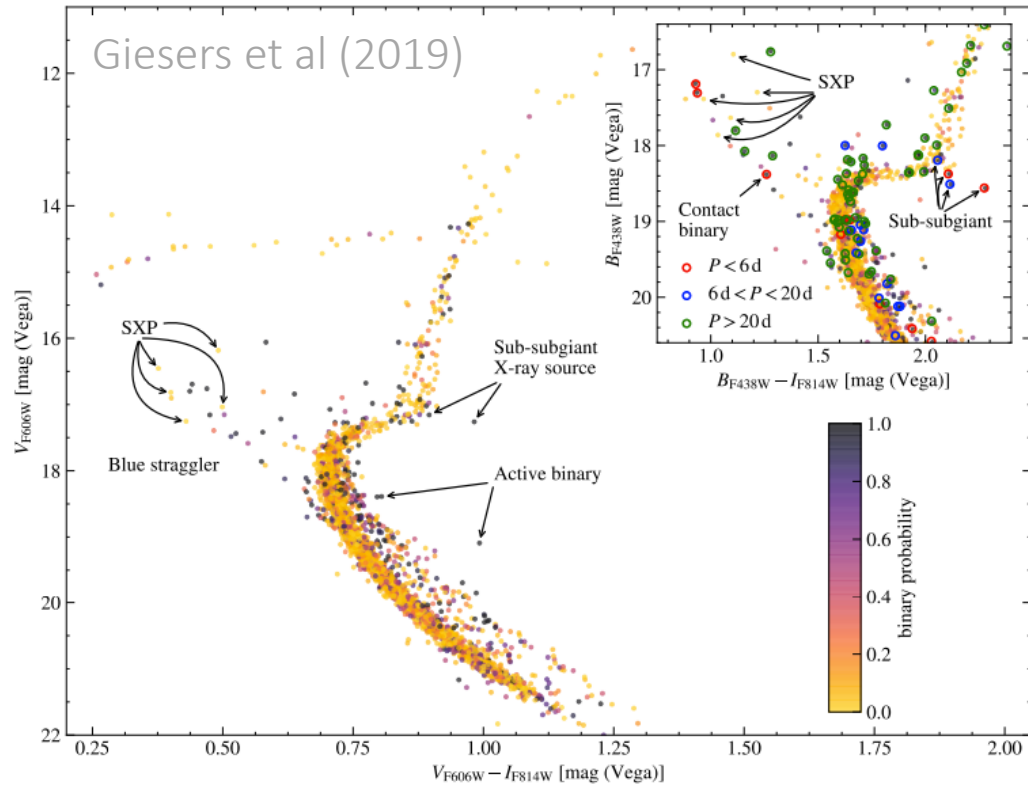 Giesers et al (2019)
12
14
16
18
20
22
V_F606W [mag (Vega)]
0.25
0.50
0.75
1.00
1.25
1.50
1.75
2.00
V_F606W − I_F814W [mag (Vega)]
SXP
Blue straggler
Sub-subgiant
X-ray source
Active binary
17
18
19
20
B_F438W [mag (Vega)]
1.0
1.5
2.0
B_F438W − I_F814W [mag (Vega)]
SXP
Contact
binary
Sub-subgiant
P < 6 d
6 d < P < 20 d
P > 20 d
1.0
0.8
0.6
0.4
0.2
0.0
binary probability